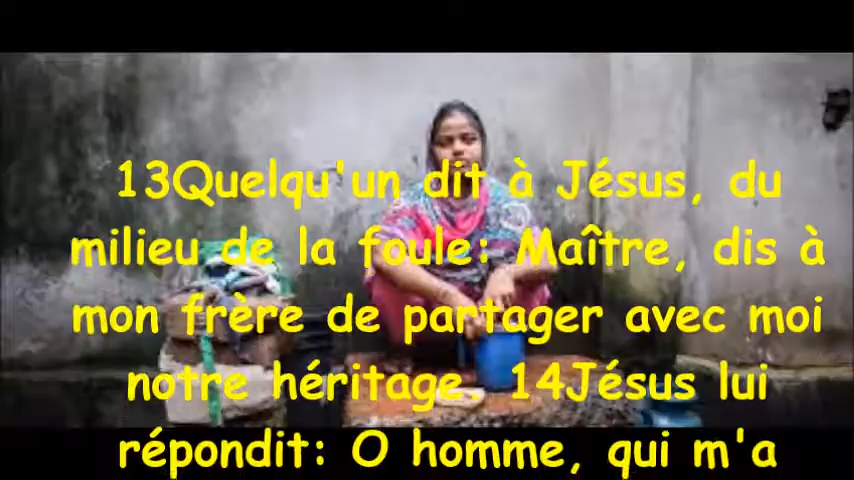 13Quelqu'un dit à Jésus, du
milieu de la foule: Maître, dis à
mon frère de partager avec moi
notre héritage. 14Jésus lui
répondit: O homme, qui m'a